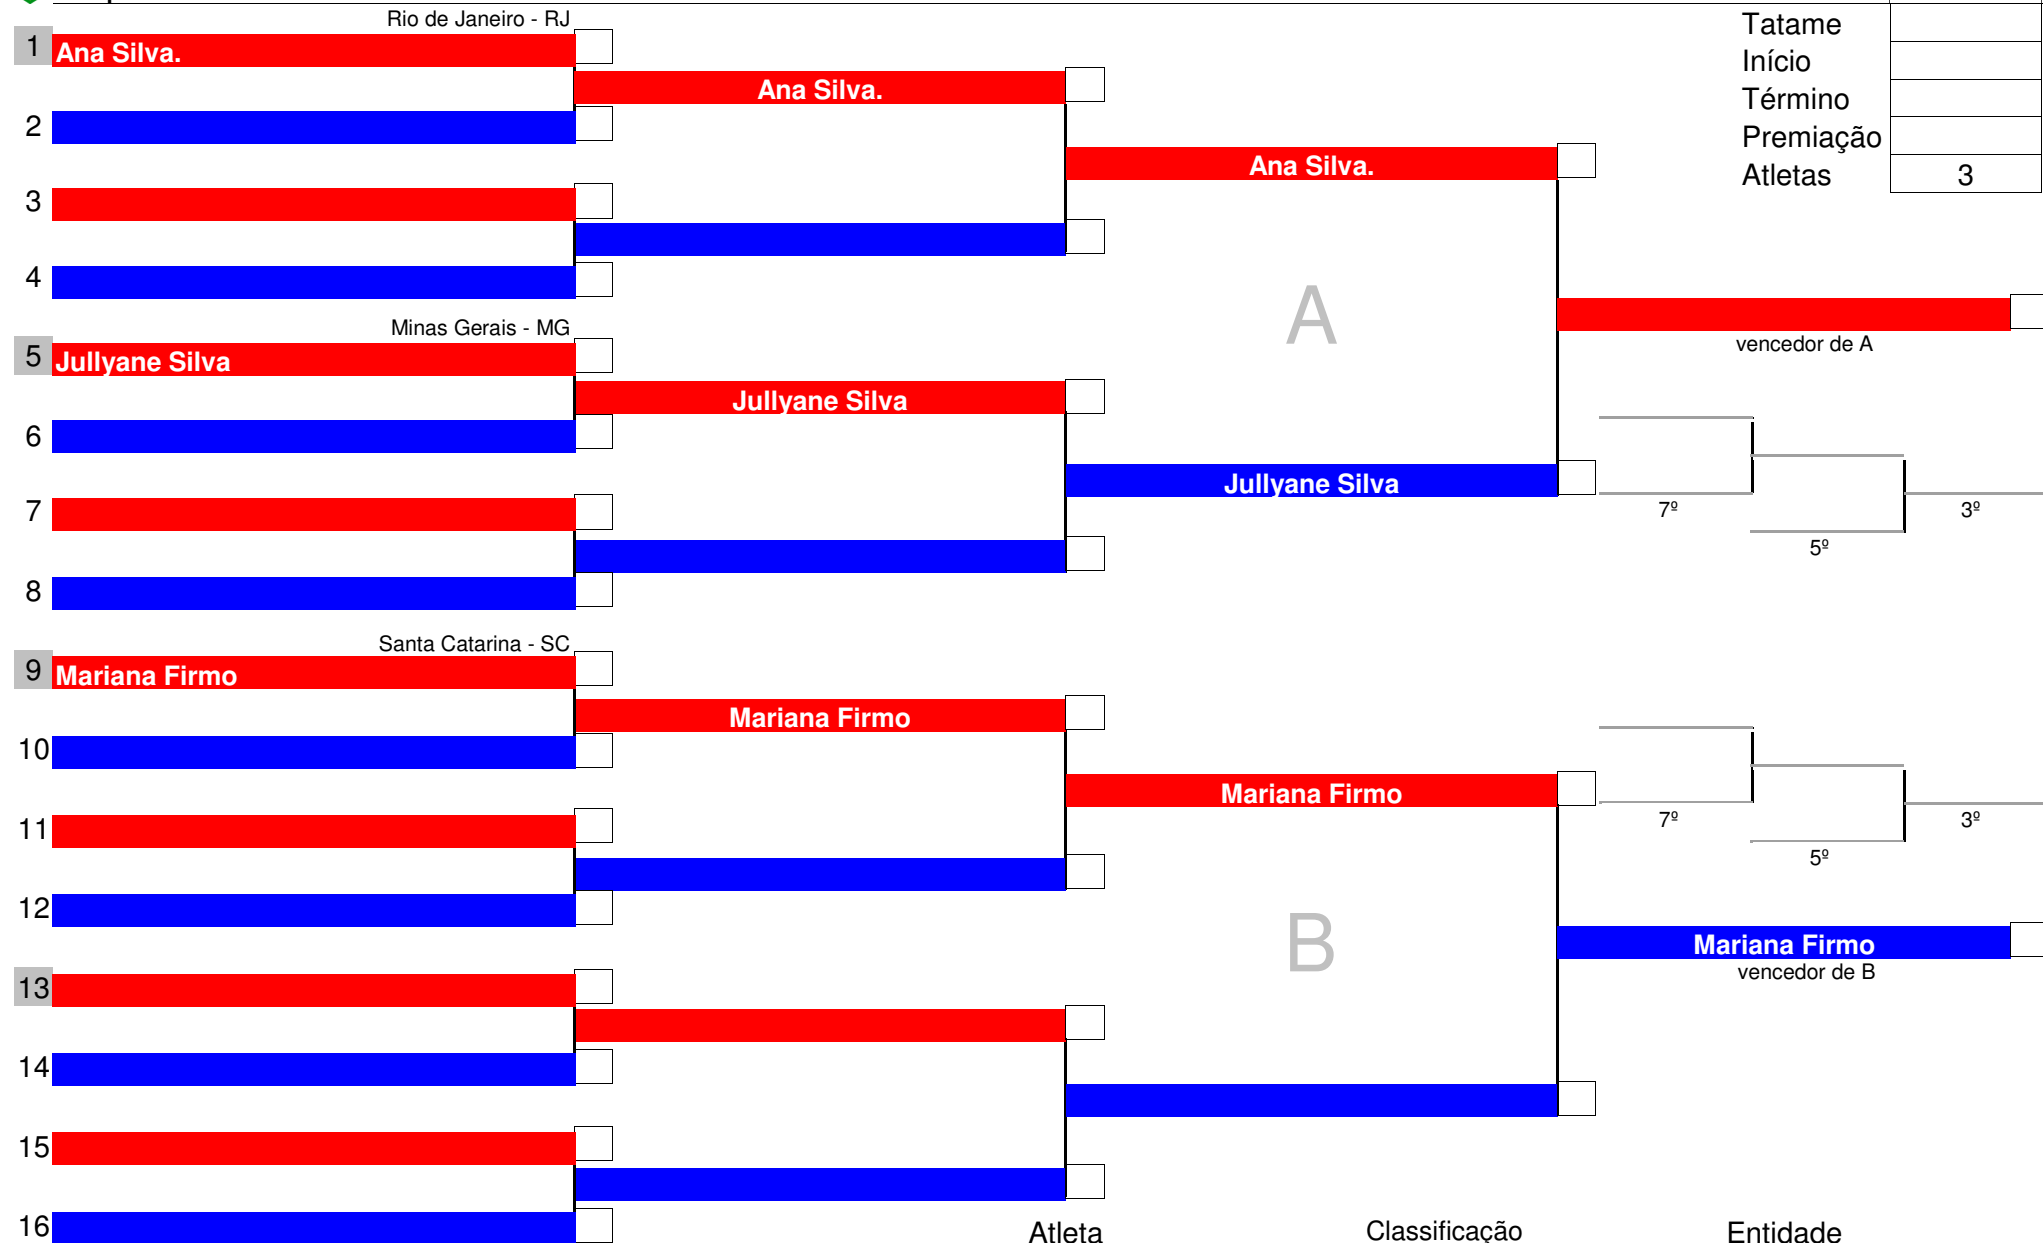 Rio de Janeiro - RJ
Tatame
1 Ana Silva.
Início
Ana Silva.
Término
2
Premiação
Ana Silva.
Atletas 3
3
4
A
Minas Gerais - MG
vencedor de A
5 Jullyane Silva
Jullyane Silva
6
Jullyane Silva
7
7º 3º
5º
8
Santa Catarina - SC
9 Mariana Firmo
Mariana Firmo
10
Mariana Firmo
11
7º 3º
5º
12
B
Mariana Firmo
vencedor de B
13
14
15
16
Atleta Classificação Entidade